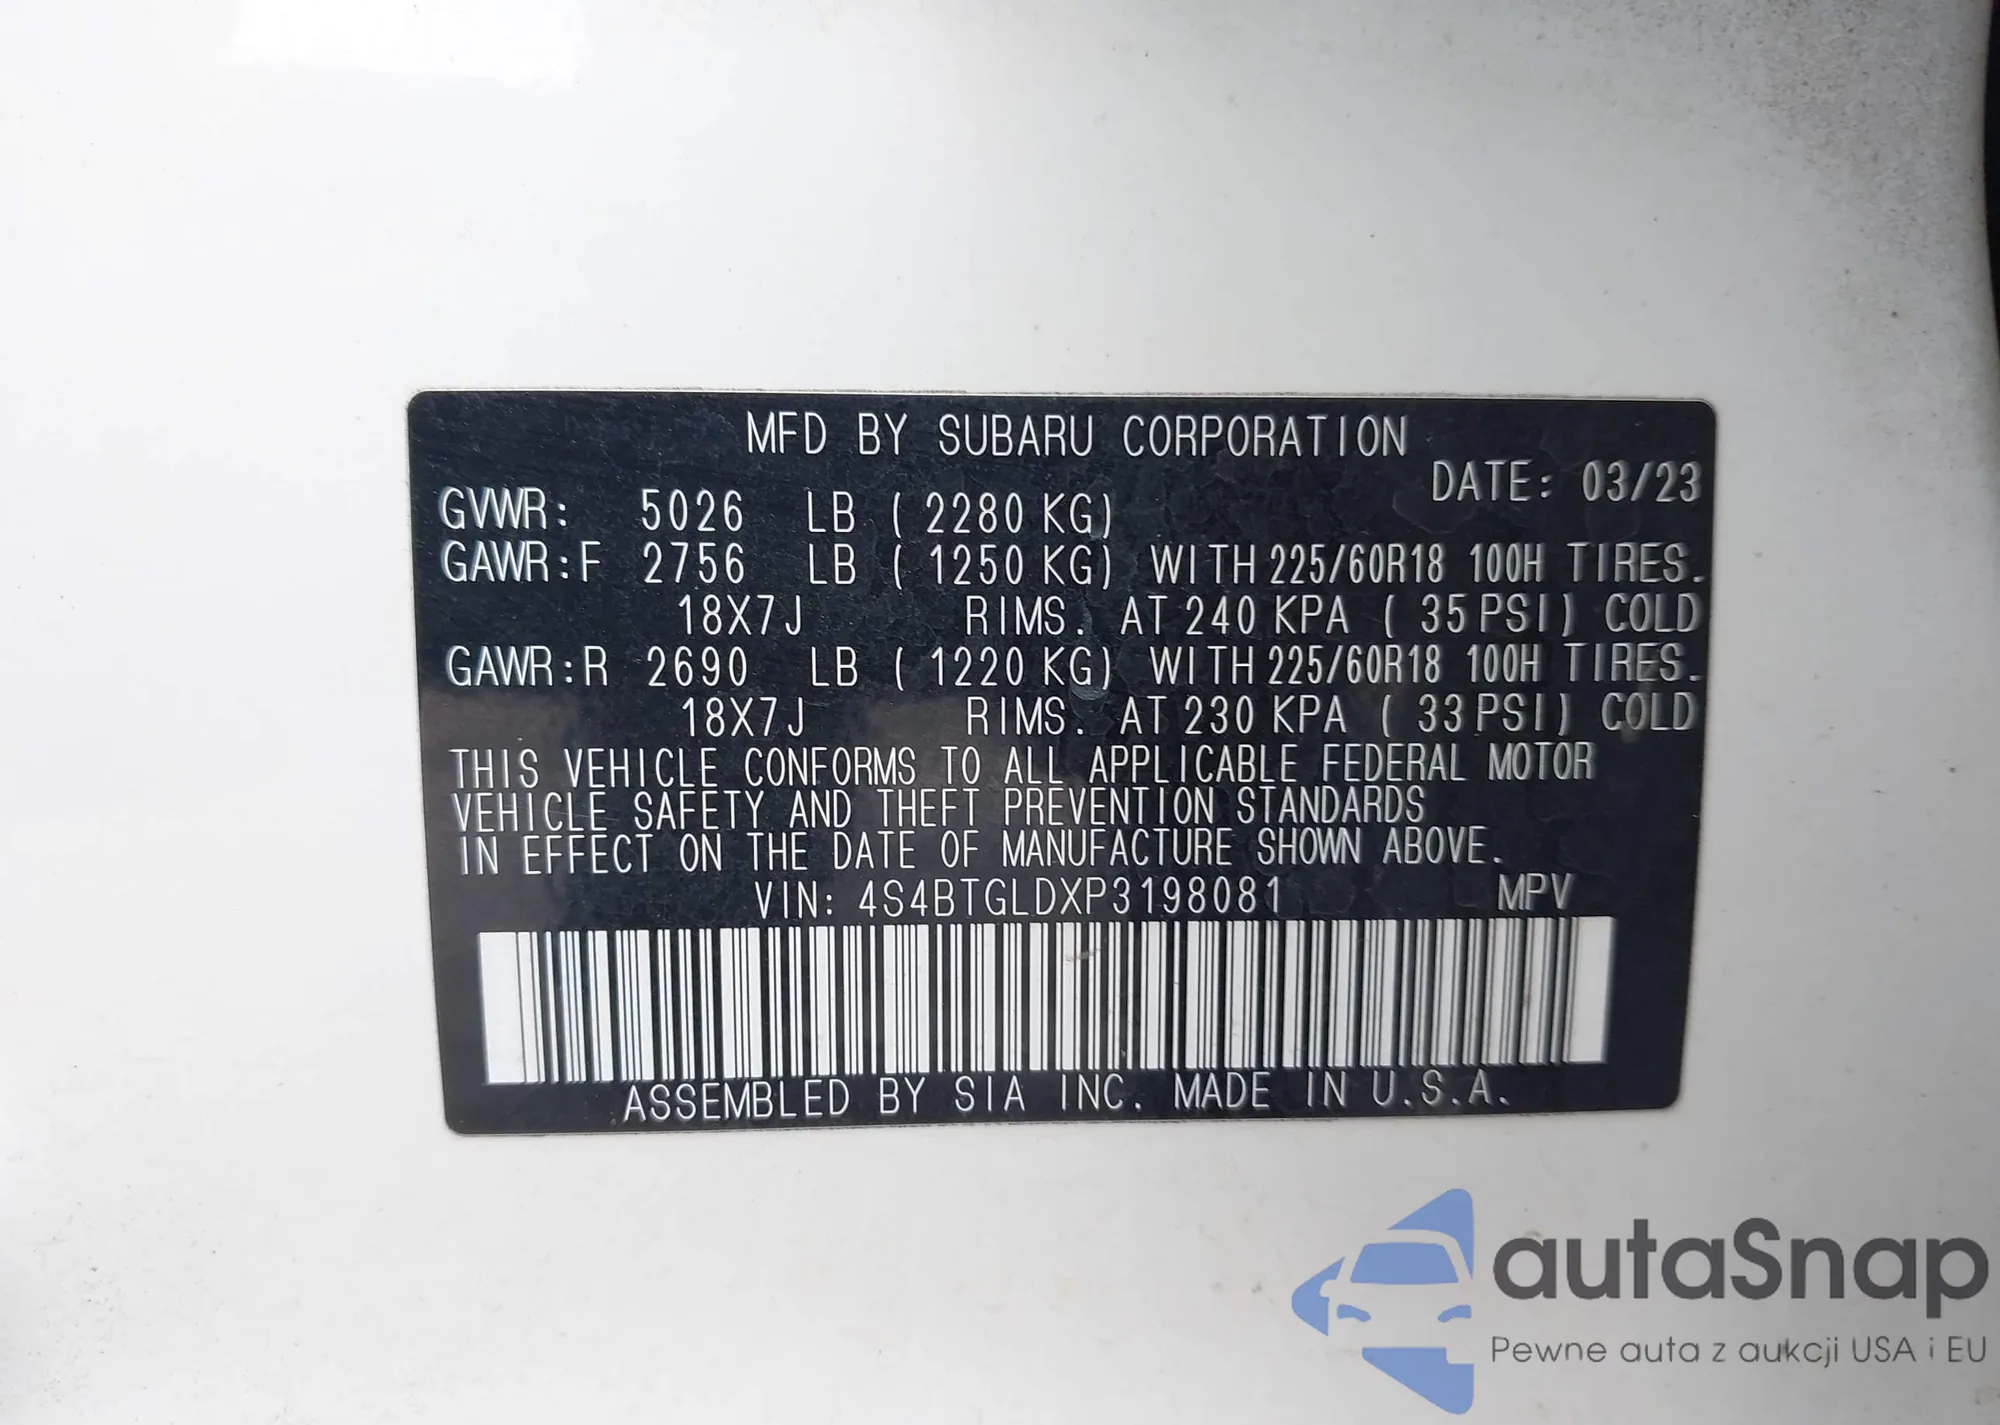 MFD BY SUBARU CORPORATION
DATE: 03/23
GVWR: 5026 LB ( 2280 KG)
GAWR:F 2756 LB ( 1250 KG) WITH 225/60R18 100H TIRES.
18X7J RIMS. AT 240 KPA ( 35 PSI) COLD
GAWR:R 2690 LB ( 1220 KG) WITH 225/60R18 100H TIRES.
18X7J RIMS. AT 230 KPA ( 33 PSI) COLD
THIS VEHICLE CONFORMS TO ALL APPLICABLE FEDERAL MOTOR
VEHICLE SAFETY AND THEFT PREVENTION STANDARDS
IN EFFECT ON THE DATE OF MANUFACTURE SHOWN ABOVE.
VIN: 4S4BTGLDXP3198081 MPV
ASSEMBLED BY SIA INC. MADE IN U.S.A.
autaSnap
Pewne auta z aukcji USA i EU